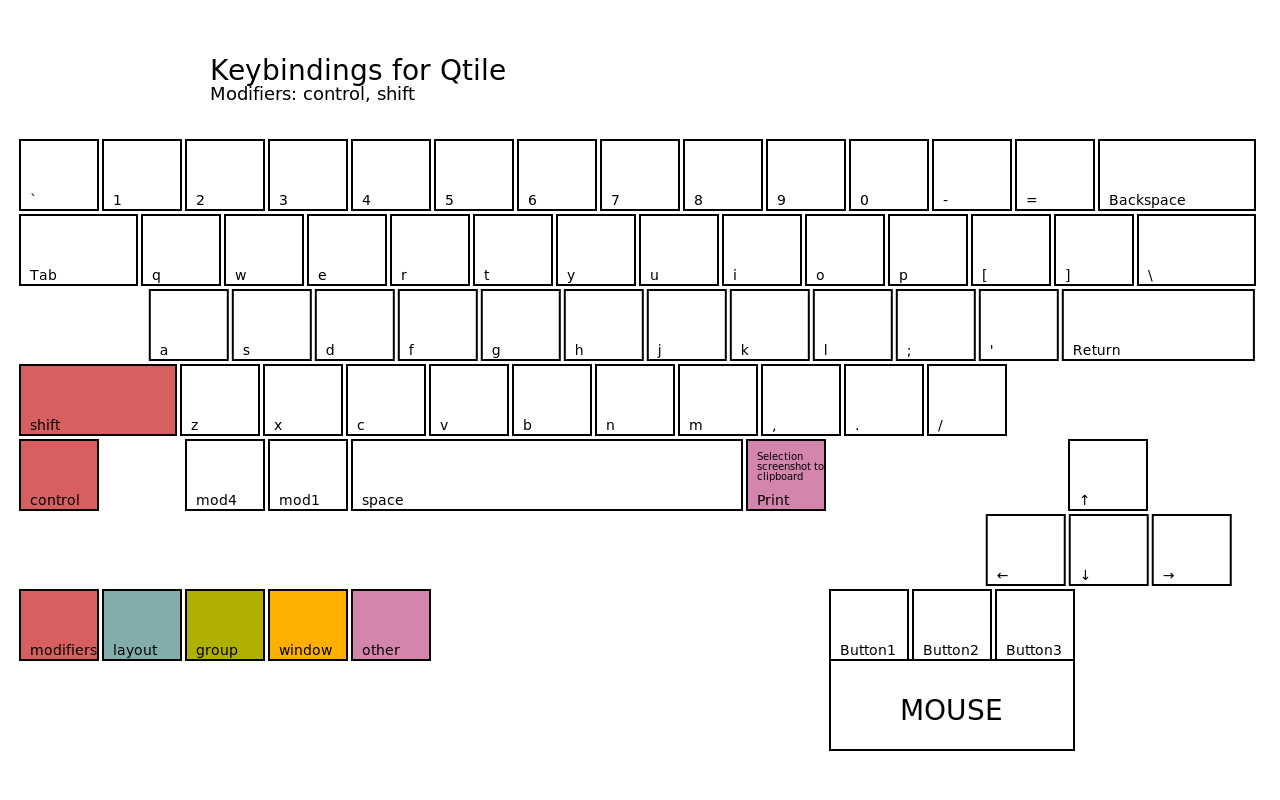 Keybindings for Qtile
Modifiers: control, shift
` 1 2 3 4 5 6 7 8 9 0 - = Backspace
Tab q w e r t y u i o p [ ] \
a s d f g h j k l ; ' Return
shift z x c v b n m , . /
Selection
screenshot to
clipboard
control mod4 mod1 space Print ↑
← ↓ →
modifiers layout group window other Button1 Button2 Button3
MOUSE